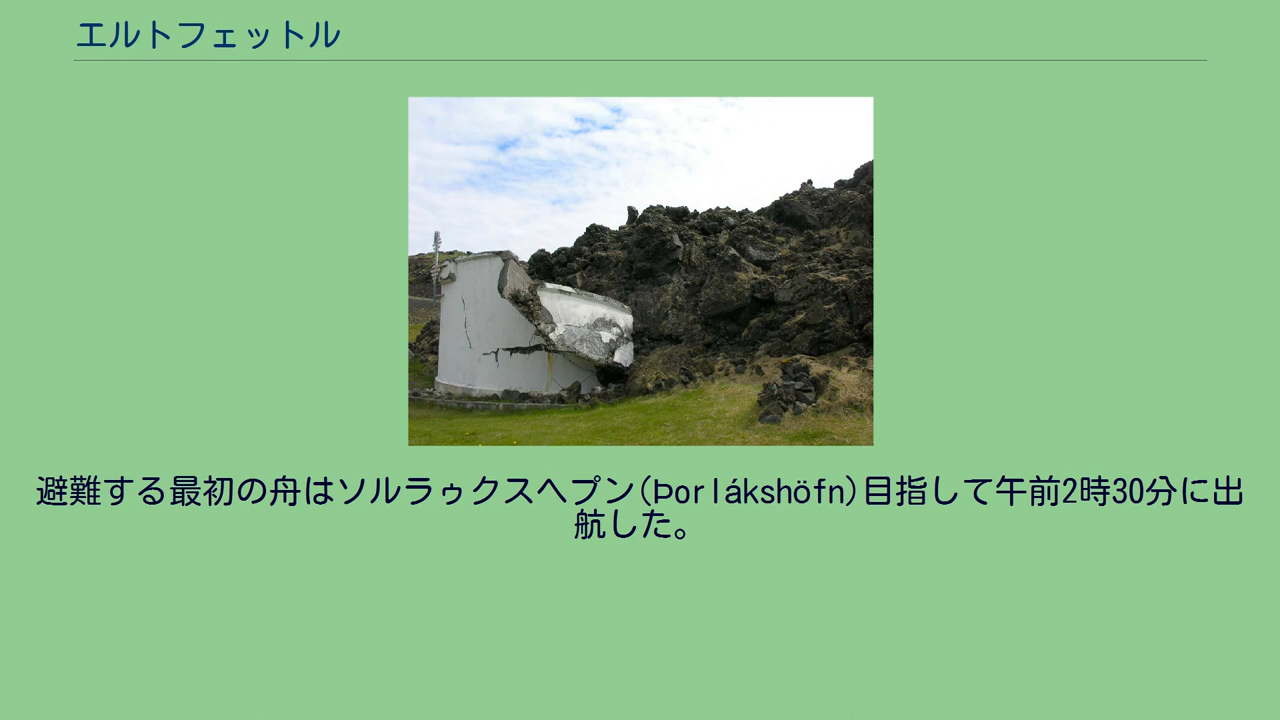 エルトフェットル
避難する最初の舟はソルラゥクスヘプン(Þorlákshöfn)目指して午前2時30分に出
航した。